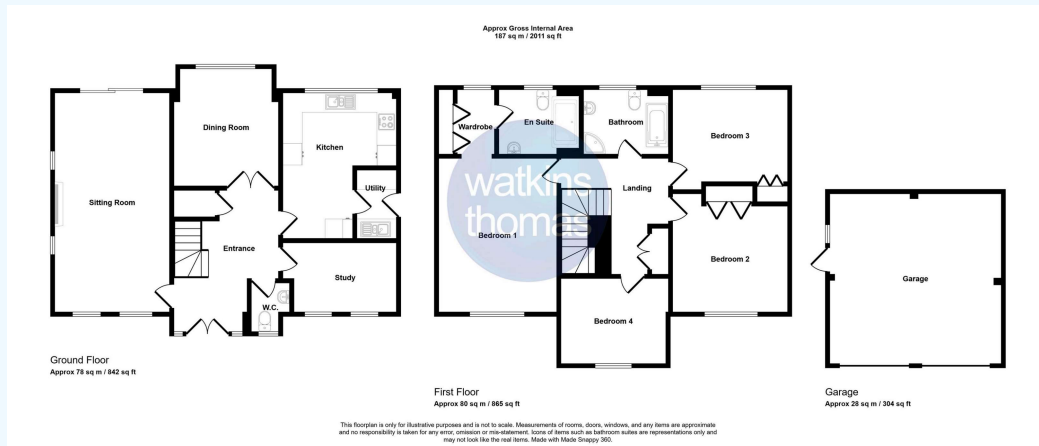 Approx Gross Internal Area
187 sq m / 2011 sq ft
Dining Room
Kitchen
Utility
Sitting Room
Entrance
Study
W.C.
Ground Floor
Approx 78 sq m / 842 sq ft
Wardrobe
En Suite
Bathroom
Bedroom 3
watkins
thomas
Landing
Bedroom 1
Bedroom 2
Bedroom 4
First Floor
Approx 80 sq m / 865 sq ft
Garage
Garage
Approx 28 sq m / 304 sq ft
This floorplan is only for illustrative purposes and is not to scale. Measurements of rooms, doors, windows, and any items are approximate
and no responsibility is taken for any error, omission or mis-statement. Icons of items such as bathroom suites are representations only and
may not look like the real items. Made with Made Snappy 360.